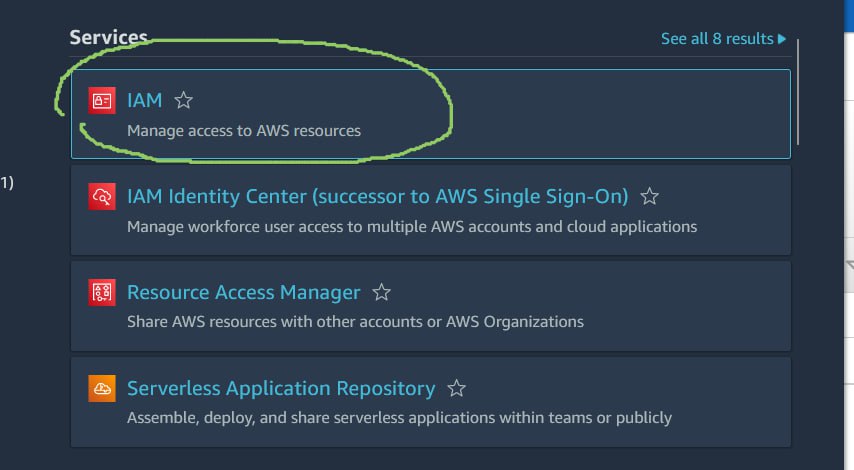 Services
See all 8 results ▶
IAM ☆
Manage access to AWS resources
1)
IAM Identity Center (successor to AWS Single Sign-On) ☆
Manage workforce user access to multiple AWS accounts and cloud applications
Resource Access Manager ☆
Share AWS resources with other accounts or AWS Organizations
Serverless Application Repository ☆
Assemble, deploy, and share serverless applications within teams or publicly